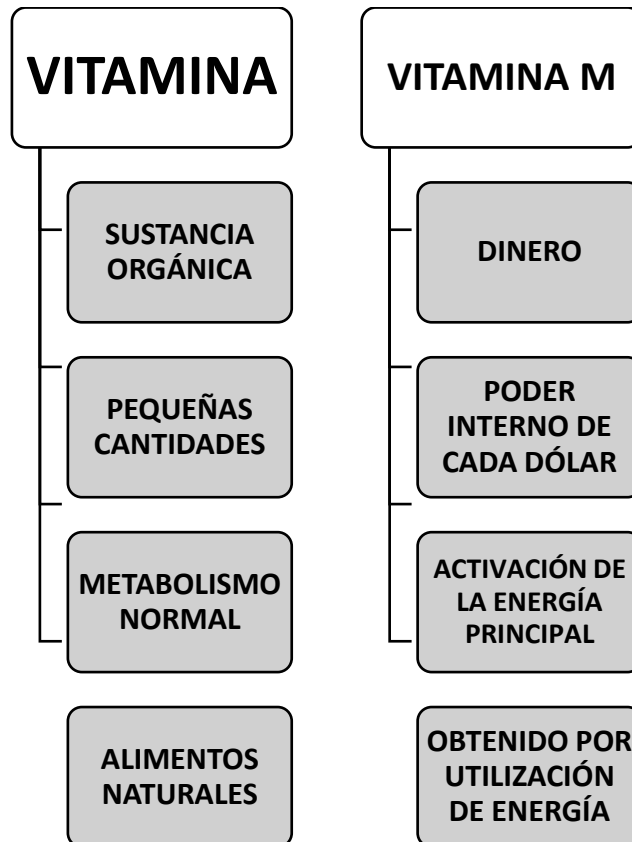 VITAMINA
SUSTANCIA
ORGÁNICA
PEQUEÑAS
CANTIDADES
METABOLISMO
NORMAL
ALIMENTOS
NATURALES
VITAMINA M
DINERO
PODER
INTERNO DE
CADA DÓLAR
ACTIVACIÓN DE
LA ENERGÍA
PRINCIPAL
OBTENIDO POR
UTILIZACIÓN
DE ENERGÍA